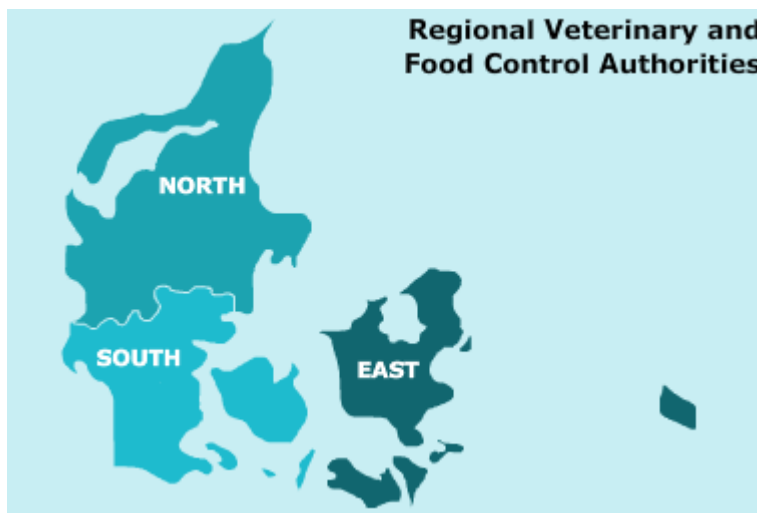 Regional Veterinary and
Food Control Authorities
NORTH
SOUTH
EAST